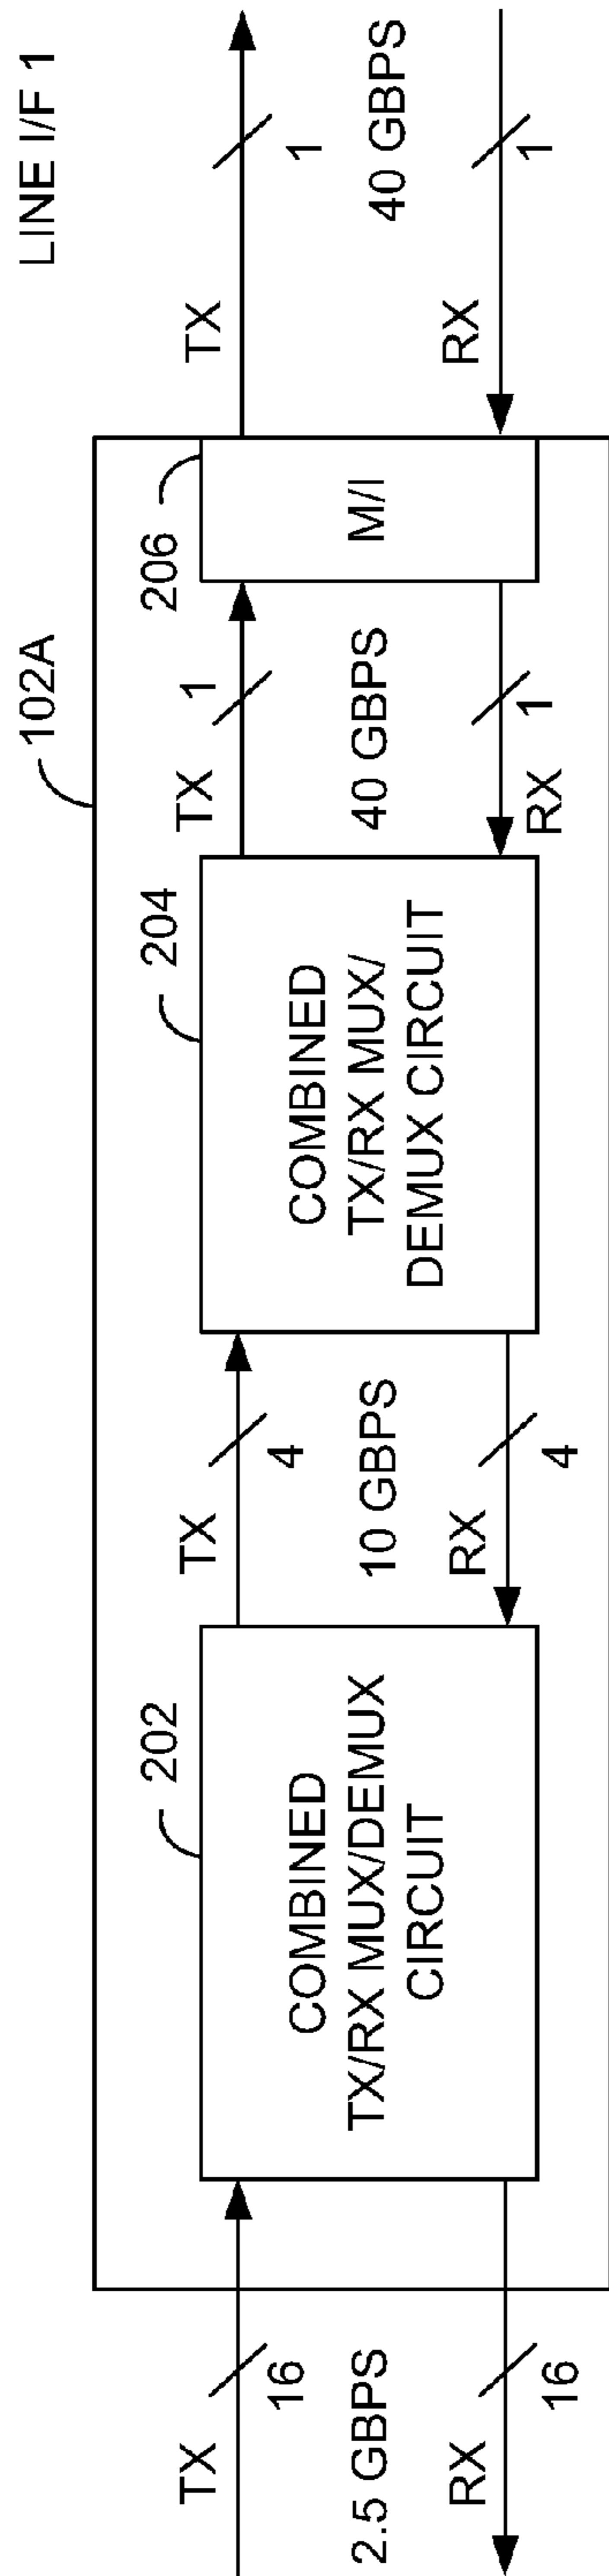 LINE I/F 1
102A
202
204
206
TX
16
2.5 GBPS
RX
16
COMBINED
TX/RX MUX/DEMUX
CIRCUIT
TX
4
10 GBPS
RX
4
COMBINED
TX/RX MUX/
DEMUX CIRCUIT
TX
1
40 GBPS
RX
1
M/I
TX
1
40 GBPS
RX
1